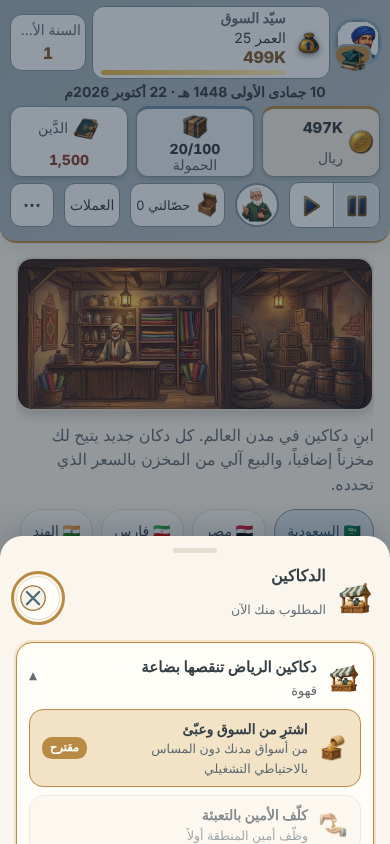 سيّد السوق
العمر 25
499K
السنة الأ...
1
10 جمادى الأولى 1448 هـ · 22 أكتوبر 2026م
497K
ريال
20/100
الحمولة
الدَّين
1,500
حصّالتي 0
العملات
...
ابنِ دكاكين في مدن العالم. كل دكان جديد يتيح لك
مخزناً إضافياً، والبيع آلي من المخزن بالسعر الذي
تحدده.
السعودية
مصر
فارس
الهند
الدكاكين
المطلوب منك الآن
دكاكين الرياض تنقصها بضاعة
قهوة
اشترِ من السوق وعبّئ
من أسواق مدنك دون المساس
بالاحتياطي التشغيلي
مقترح
كلّف الأمين بالتعبئة
وظّف أمين المنطقة أولاً